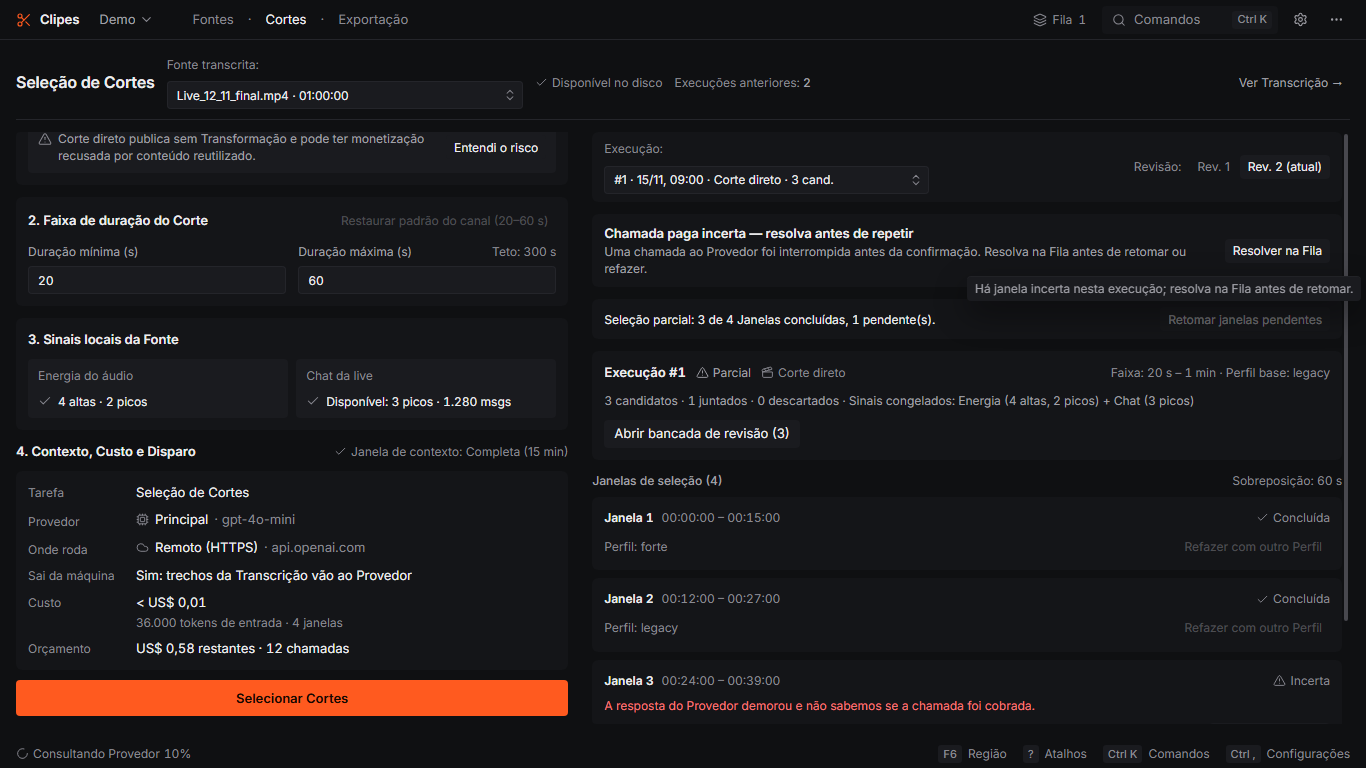 Clipes Demo Fontes · Cortes · Exportação Fila 1 Comandos Ctrl K
Seleção de Cortes
Fonte transcrita:
Live_12_11_final.mp4 · 01:00:00
Disponível no disco Execuções anteriores: 2
Ver Transcrição →
Corte direto publica sem Transformação e pode ter monetização
recusada por conteúdo reutilizado.
Entendi o risco
2. Faixa de duração do Corte
Restaurar padrão do canal (20–60 s)
Duração mínima (s)
Duração máxima (s)
Teto: 300 s
20
60
3. Sinais locais da Fonte
Energia do áudio
4 altas · 2 picos
Chat da live
Disponível: 3 picos · 1.280 msgs
4. Contexto, Custo e Disparo
Janela de contexto: Completa (15 min)
Tarefa Seleção de Cortes
Provedor Principal · gpt-4o-mini
Onde roda Remoto (HTTPS) · api.openai.com
Sai da máquina Sim: trechos da Transcrição vão ao Provedor
Custo < US$ 0,01
36.000 tokens de entrada · 4 janelas
Orçamento US$ 0,58 restantes · 12 chamadas
Selecionar Cortes
Execução:
#1 · 15/11, 09:00 · Corte direto · 3 cand.
Revisão: Rev. 1 Rev. 2 (atual)
Chamada paga incerta — resolva antes de repetir
Uma chamada ao Provedor foi interrompida antes da confirmação. Resolva na Fila antes de retomar ou
refazer.
Resolver na Fila
Há janela incerta nesta execução; resolva na Fila antes de retomar.
Seleção parcial: 3 de 4 Janelas concluídas, 1 pendente(s).
Retomar janelas pendentes
Execução #1 Parcial Corte direto
Faixa: 20 s – 1 min · Perfil base: legacy
3 candidatos · 1 juntados · 0 descartados · Sinais congelados: Energia (4 altas, 2 picos) + Chat (3 picos)
Abrir bancada de revisão (3)
Janelas de seleção (4)
Sobreposição: 60 s
Janela 1 00:00:00 – 00:15:00
Concluída
Perfil: forte
Refazer com outro Perfil
Janela 2 00:12:00 – 00:27:00
Concluída
Perfil: legacy
Refazer com outro Perfil
Janela 3 00:24:00 – 00:39:00
Incerta
A resposta do Provedor demorou e não sabemos se a chamada foi cobrada.
Consultando Provedor 10%
F6 Região ? Atalhos Ctrl K Comandos Ctrl , Configurações